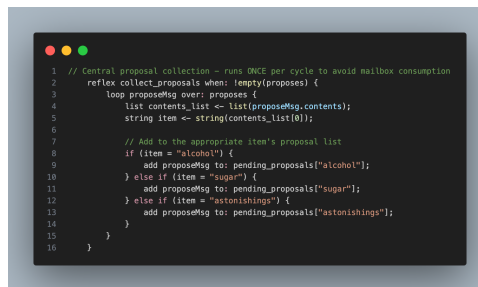 1 // Central proposal collection - runs ONCE per cycle to avoid mailbox consumption
2 reflex collect_proposals when: !empty(proposes) {
3 loop proposeMsg over: proposes {
4 list contents_list <- list(proposeMsg.contents);
5 string item <- string(contents_list[0]);
6
7 // Add to the appropriate item's proposal list
8 if (item = "alcohol") {
9 add proposeMsg to: pending_proposals["alcohol"];
10 } else if (item = "sugar") {
11 add proposeMsg to: pending_proposals["sugar"];
12 } else if (item = "astonishings") {
13 add proposeMsg to: pending_proposals["astonishings"];
14 }
15 }
16 }